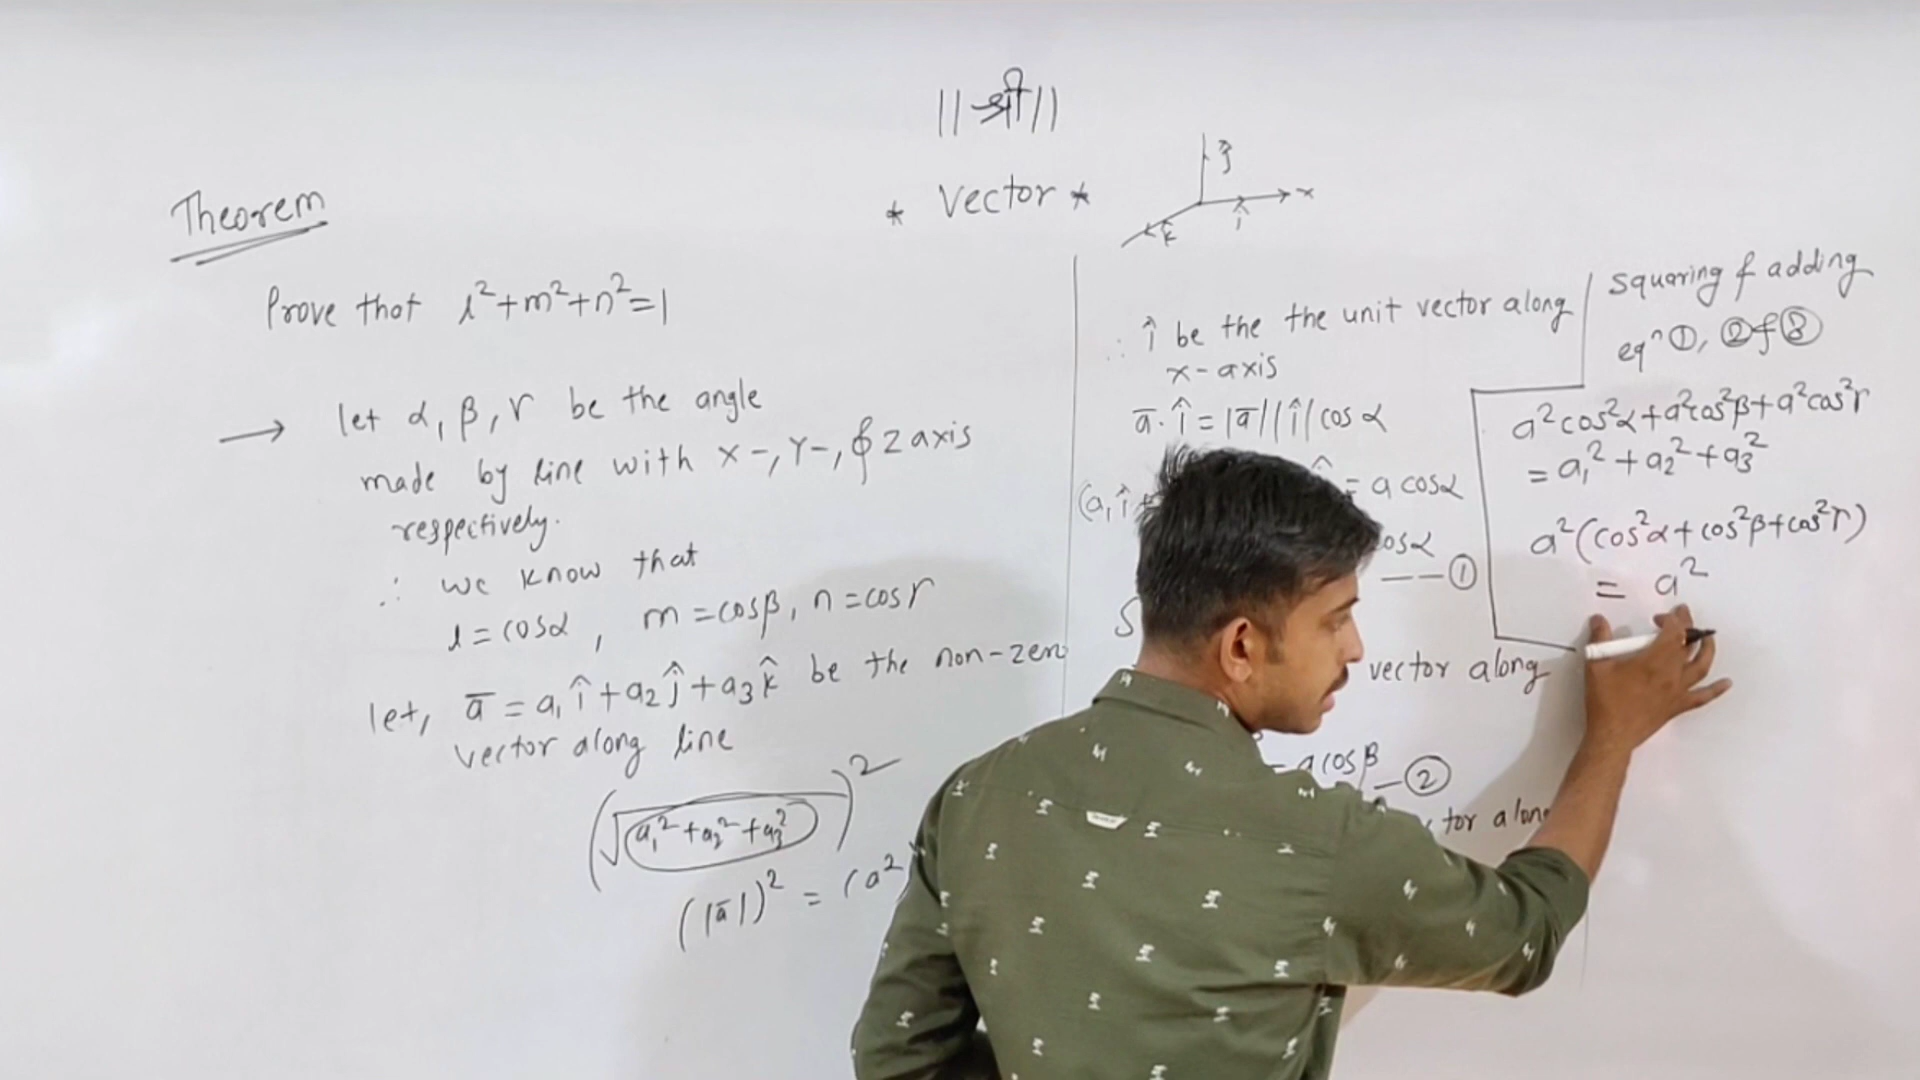 ||श्री||
* Vector *
ĵ
x
î
k̂
Theorem
Prove that l²+m²+n²=1
→ let α, β, r be the angle
made by line with X-, Y-, & Z axis
respectively.
∴ we know that
l = cosα , m = cosβ, n = cosr
let, a̅ = a₁î + a₂ĵ + a₃k̂ be the non-zero
vector along line
(√a₁² + a₂² + a₃²)²
(|a̅|)² = (a²)
∴ î be the the unit vector along
x-axis
a̅·î = |a̅||î| cosα
(a₁î + = a cosα
cosα
——①
S
vector along
= a cosβ
—②
tor along
squaring & adding
eqⁿ ①, ② & ③
a²cos²α + a²cos²β + a²cos²r
= a₁² + a₂² + a₃²
a²(cos²α + cos²β + cos²r)
= a²